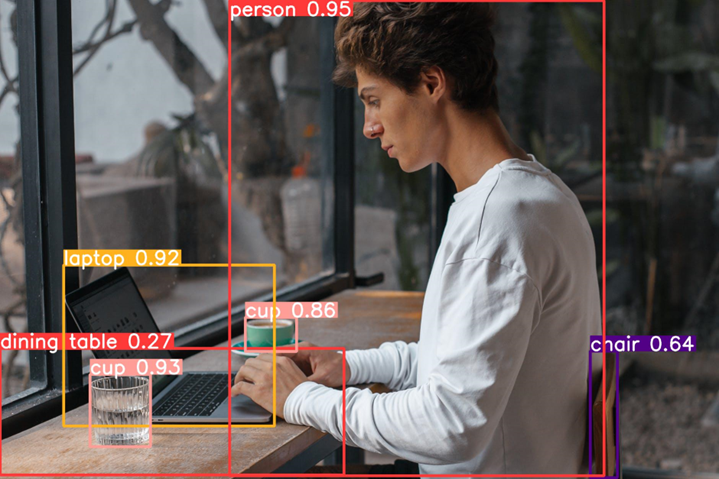 person 0.95
laptop 0.92
cup 0.86
dining table 0.27
chair 0.64
cup 0.93